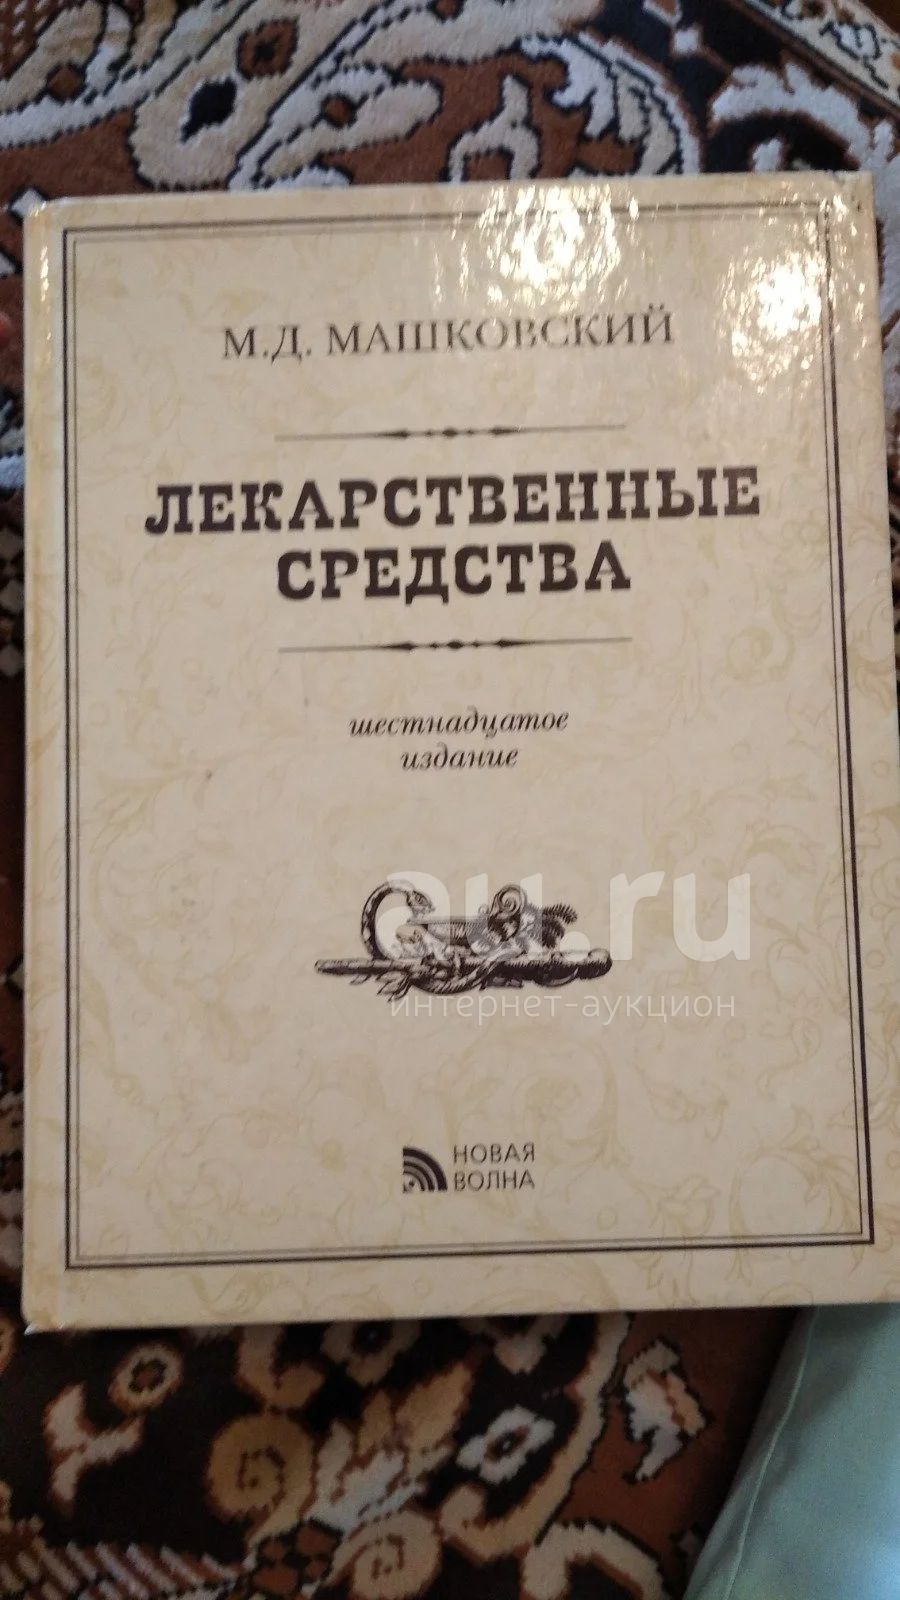 М.Д. МАШКОВСКИЙ
ЛЕКАРСТВЕННЫЕ
СРЕДСТВА
шестнадцатое
издание
au.ru
интернет-аукцион
НОВАЯ
ВОЛНА